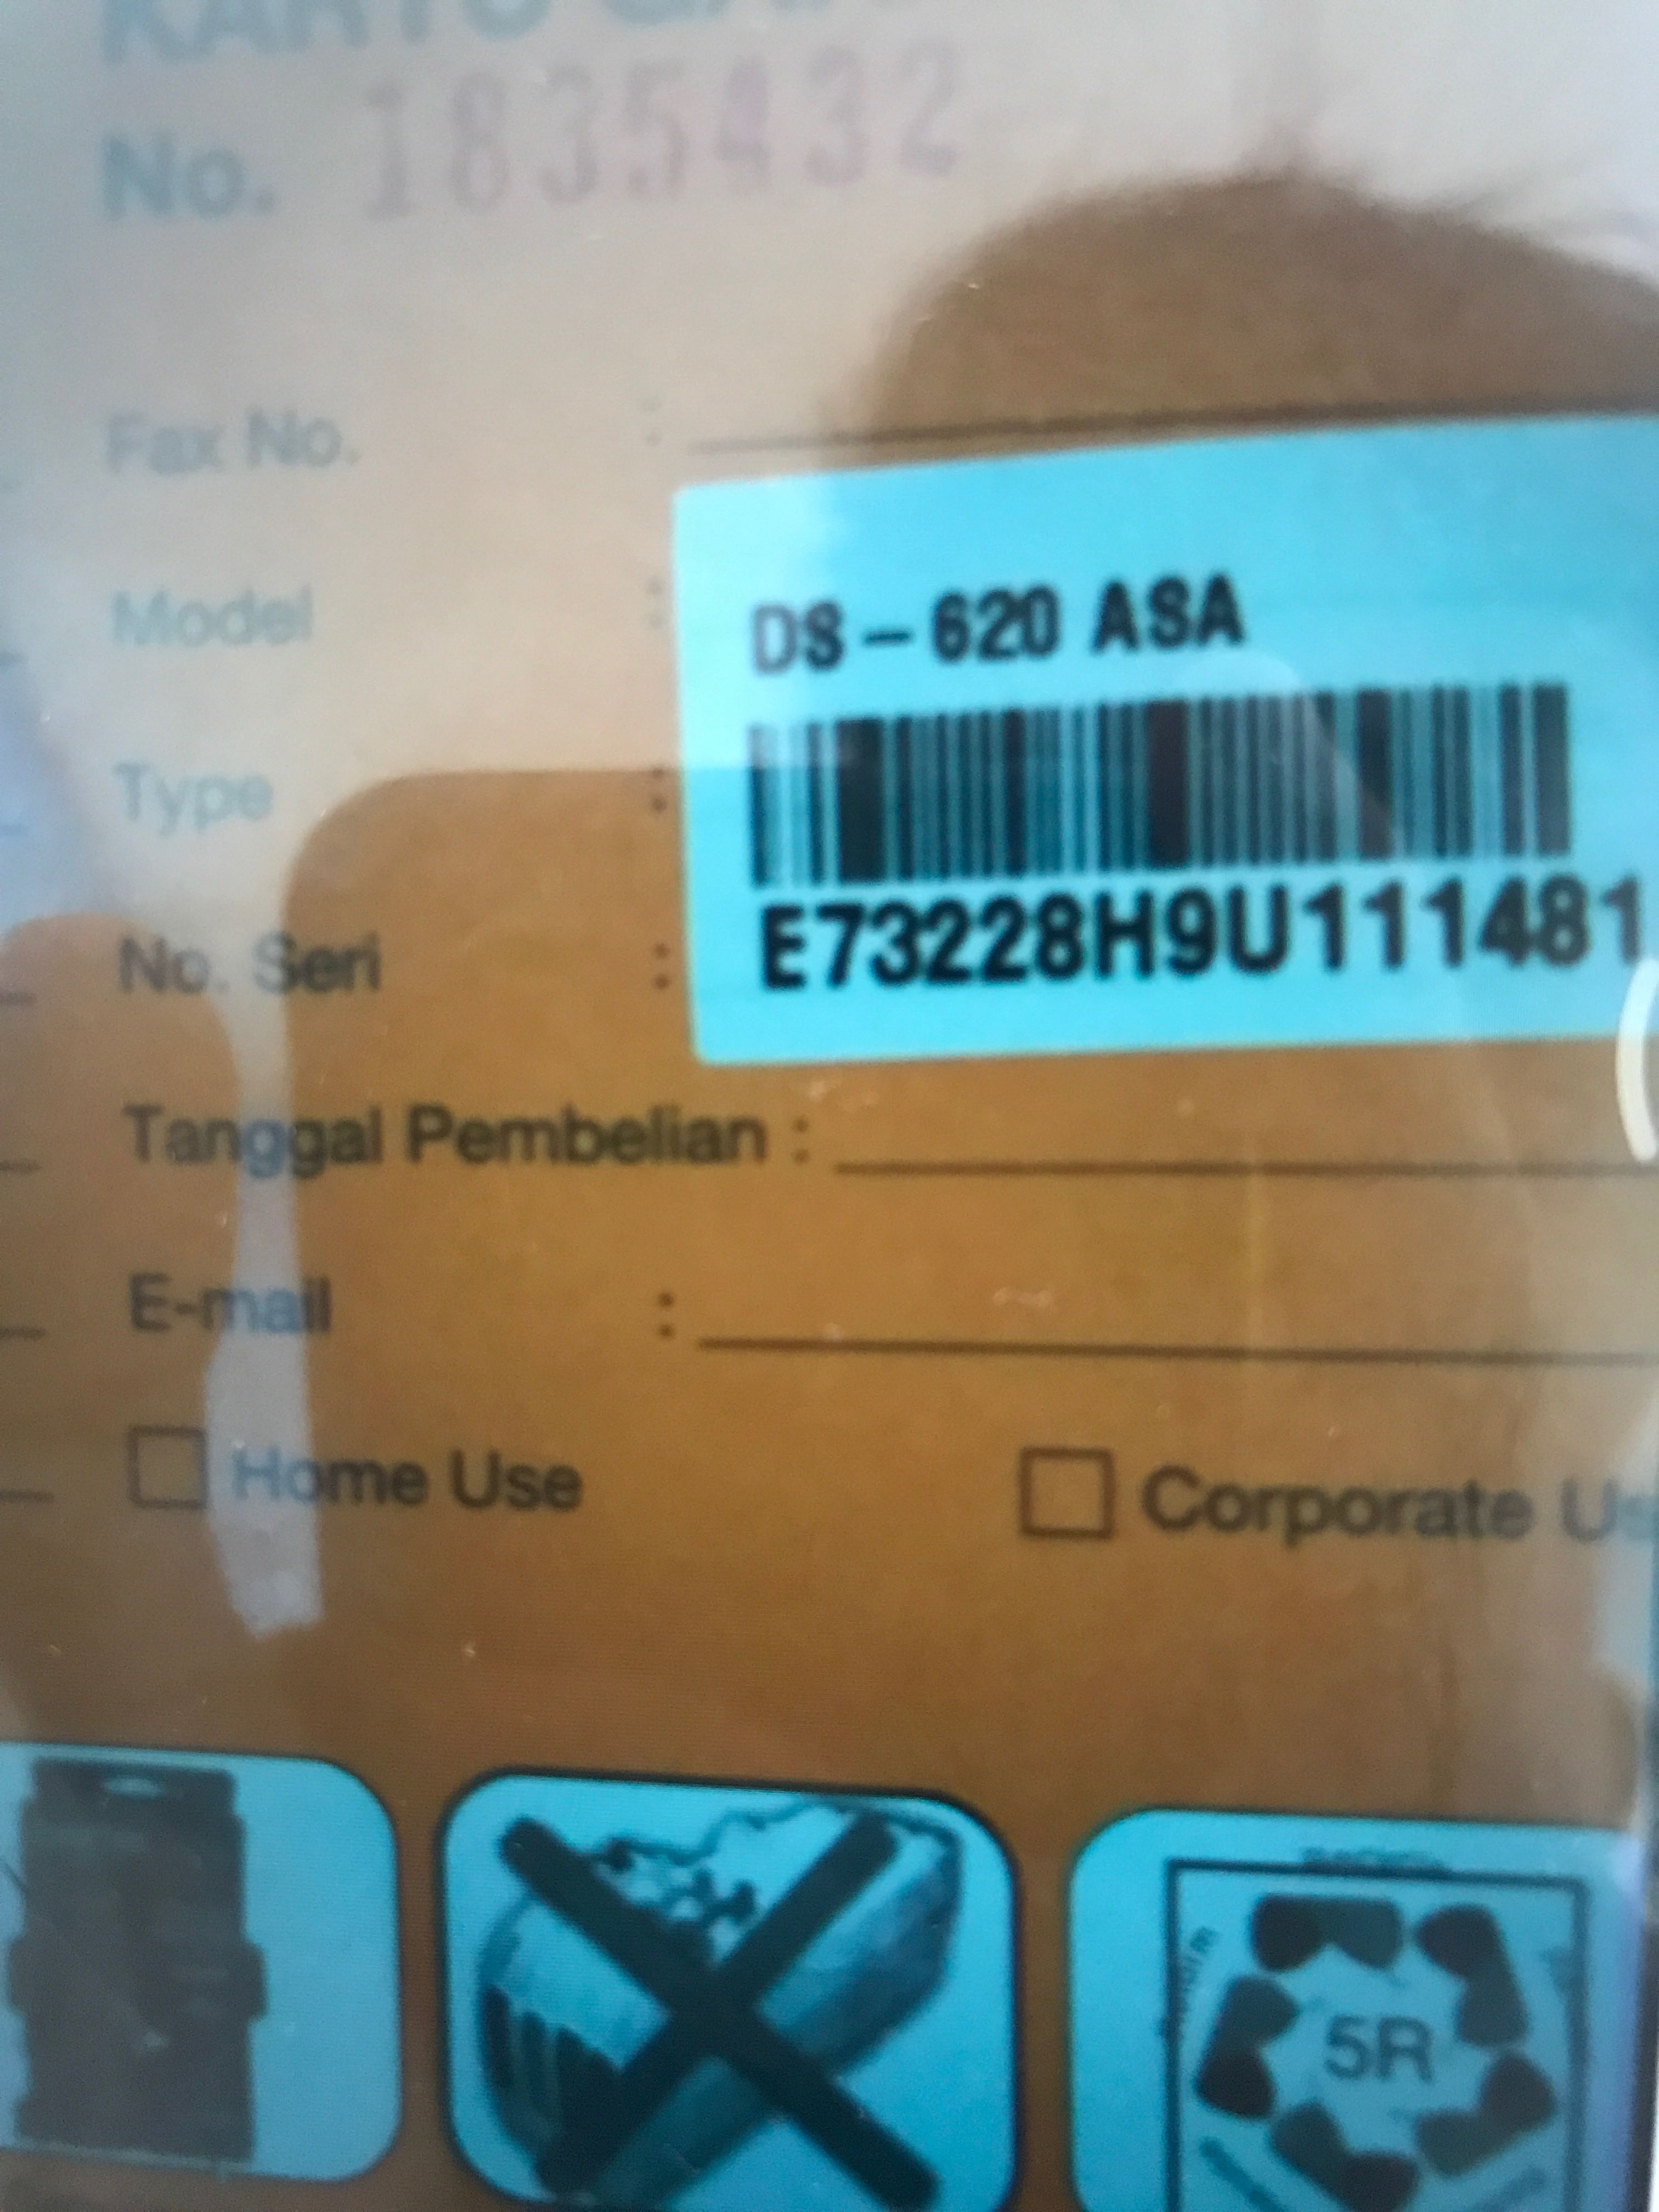 No. 1835432
Fax No. :
Model : DS-620 ASA
Type :
No. Seri : E73228H9U111481
Tanggal Pembelian :
E-mail :
Home Use Corporate
5R